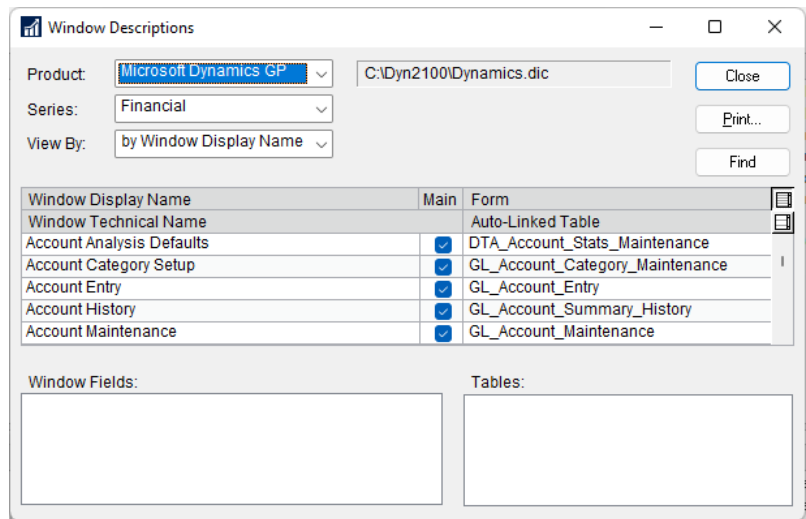 Window Descriptions
Product: Microsoft Dynamics GP C:\Dyn2100\Dynamics.dic Close
Series: Financial Print...
View By: by Window Display Name Find
Window Display Name Main Form
Window Technical Name Auto-Linked Table
Account Analysis Defaults DTA_Account_Stats_Maintenance
Account Category Setup GL_Account_Category_Maintenance
Account Entry GL_Account_Entry
Account History GL_Account_Summary_History
Account Maintenance GL_Account_Maintenance
Window Fields: Tables: